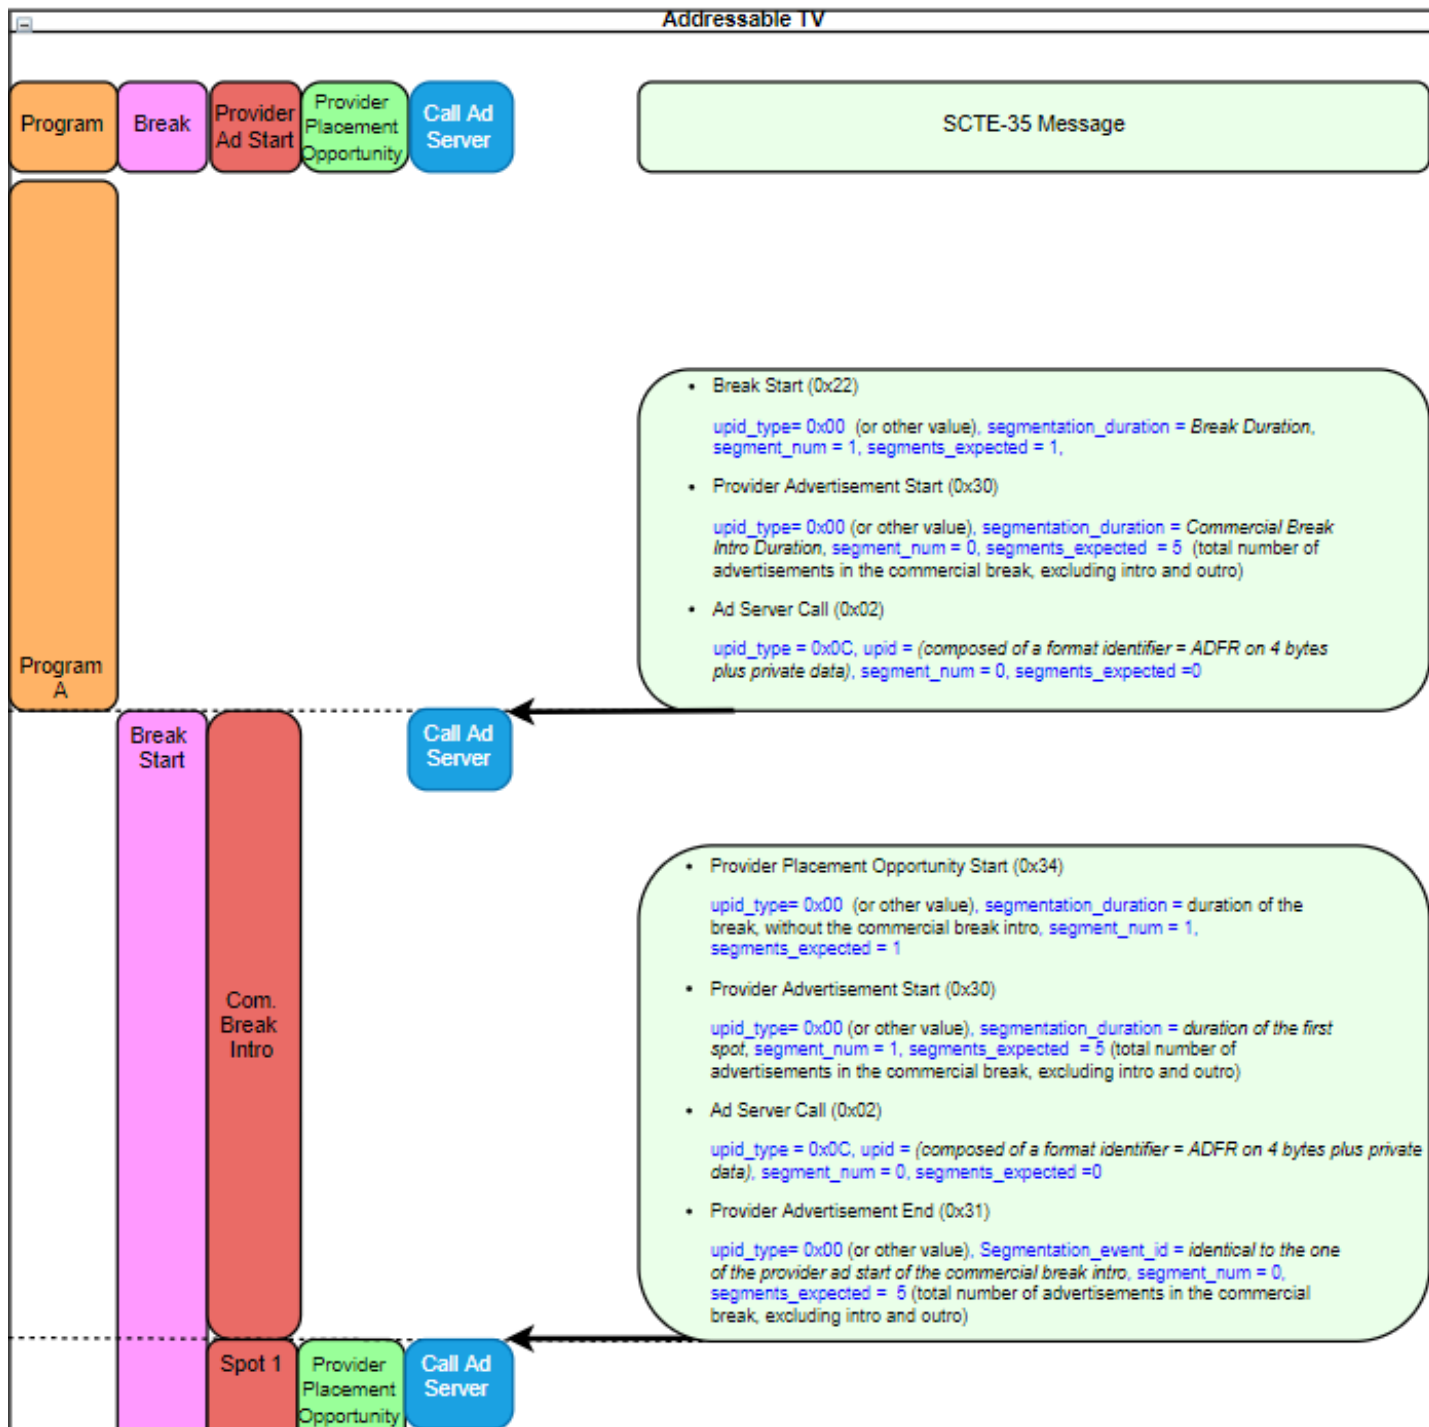 Addressable TV
Program
Break
Provider
Ad Start
Provider
Placement
Opportunity
Call Ad
Server
SCTE-35 Message
• Break Start (0x22)
upid_type= 0x00 (or other value), segmentation_duration = Break Duration,
segment_num = 1, segments_expected = 1,
• Provider Advertisement Start (0x30)
upid_type= 0x00 (or other value), segmentation_duration = Commercial Break
Intro Duration, segment_num = 0, segments_expected = 5 (total number of
advertisements in the commercial break, excluding intro and outro)
• Ad Server Call (0x02)
upid_type = 0x0C, upid = (composed of a format identifier = ADFR on 4 bytes
plus private data), segment_num = 0, segments_expected =0
Program
A
Break
Start
Call Ad
Server
• Provider Placement Opportunity Start (0x34)
upid_type= 0x00 (or other value), segmentation_duration = duration of the
break, without the commercial break intro, segment_num = 1,
segments_expected = 1
• Provider Advertisement Start (0x30)
upid_type= 0x00 (or other value), segmentation_duration = duration of the first
spot, segment_num = 1, segments_expected = 5 (total number of
advertisements in the commercial break, excluding intro and outro)
• Ad Server Call (0x02)
upid_type = 0x0C, upid = (composed of a format identifier = ADFR on 4 bytes plus private
data), segment_num = 0, segments_expected =0
• Provider Advertisement End (0x31)
upid_type= 0x00 (or other value), Segmentation_event_id = identical to the one
of the provider ad start of the commercial break intro, segment_num = 0,
segments_expected = 5 (total number of advertisements in the commercial
break, excluding intro and outro)
Com.
Break
Intro
Spot 1
Provider
Placement
Opportunity
Call Ad
Server